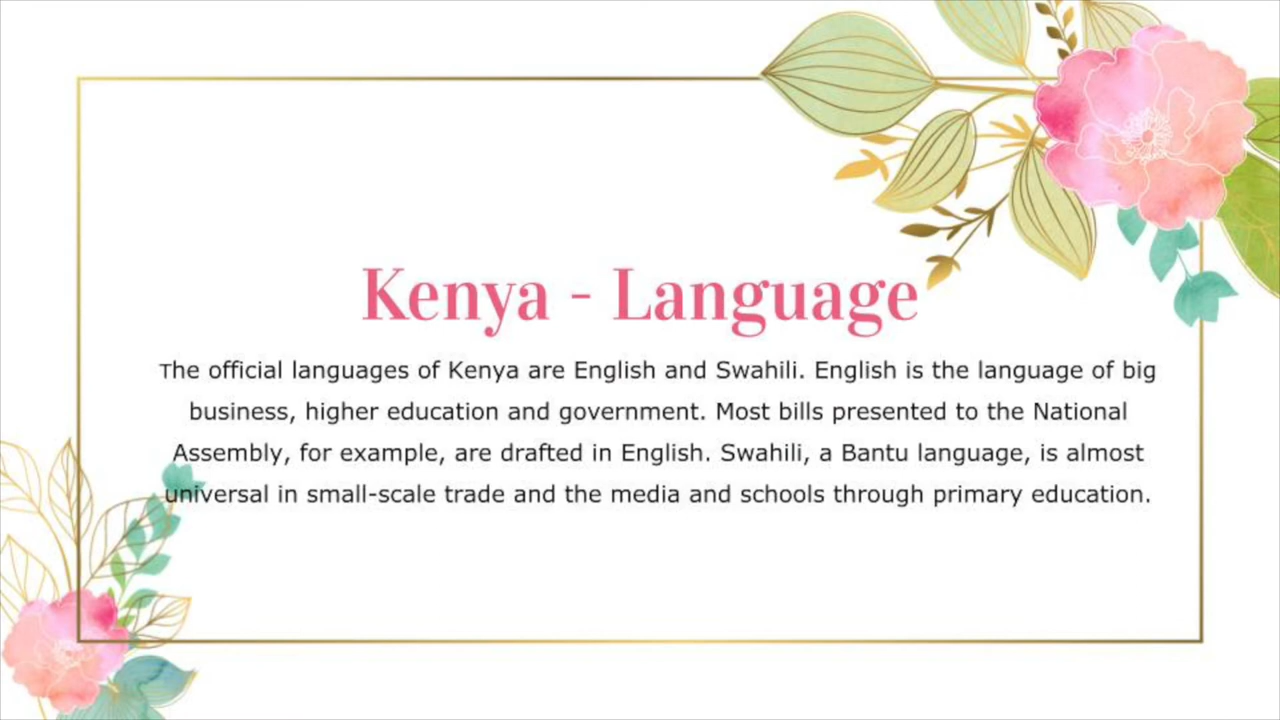 Kenya - Language
The official languages of Kenya are English and Swahili. English is the language of big
business, higher education and government. Most bills presented to the National
Assembly, for example, are drafted in English. Swahili, a Bantu language, is almost
universal in small-scale trade and the media and schools through primary education.